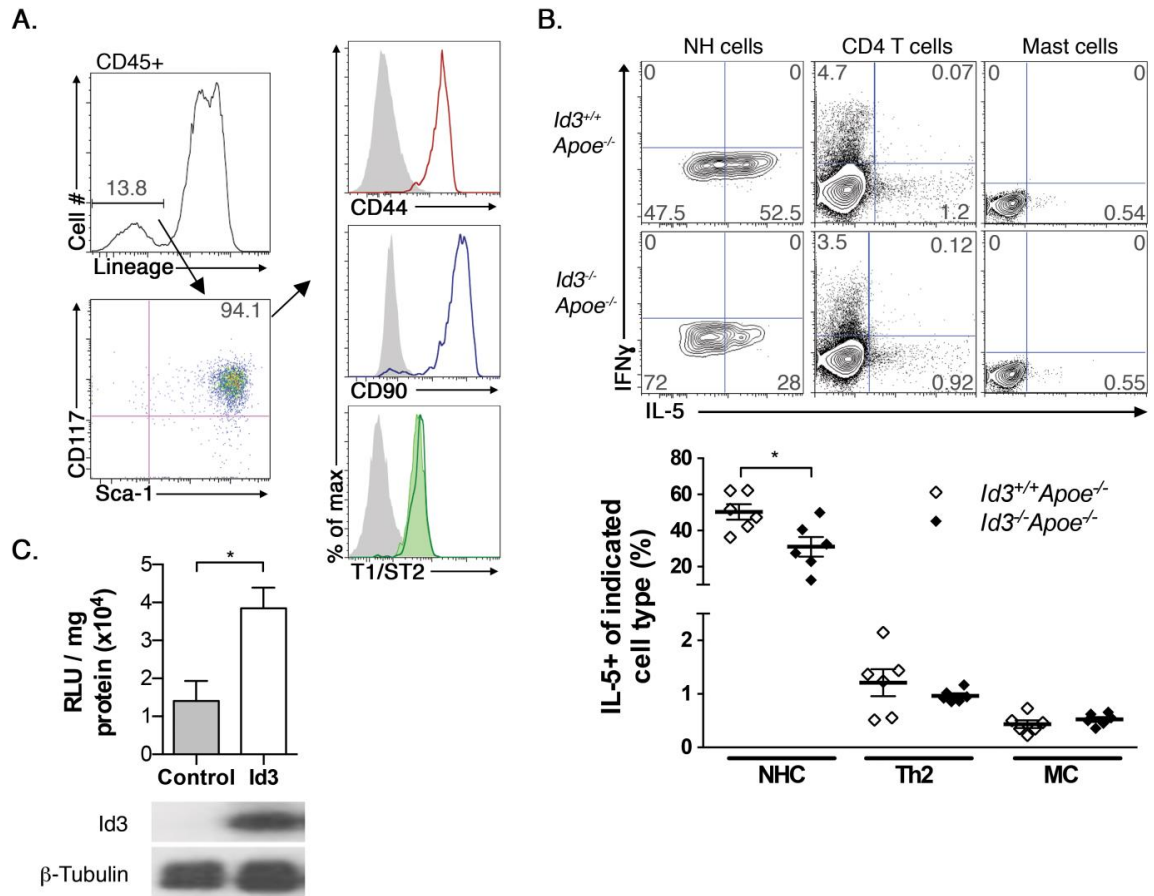 A.
CD45+
Cell #
13.8
Lineage
94.1
CD117
Sca-1
CD44
CD90
% of max
T1/ST2
B.
NH cells
CD4 T cells
Mast cells
Id3+/+
Apoe-/-
0
0
47.5
52.5
4.7
0.07
1.2
0
0
0.54
Id3-/-
Apoe-/-
0
0
72
28
3.5
0.12
0.92
0
0
0.55
IFNγ
IL-5
IL-5+ of indicated
cell type (%)
80
60
40
20
2
1
0
*
Id3+/+Apoe-/-
Id3-/-Apoe-/-
NHC
Th2
MC
C.
RLU / mg
protein (x10⁴)
5
4
3
2
1
0
*
Control
Id3
Id3
β-Tubulin